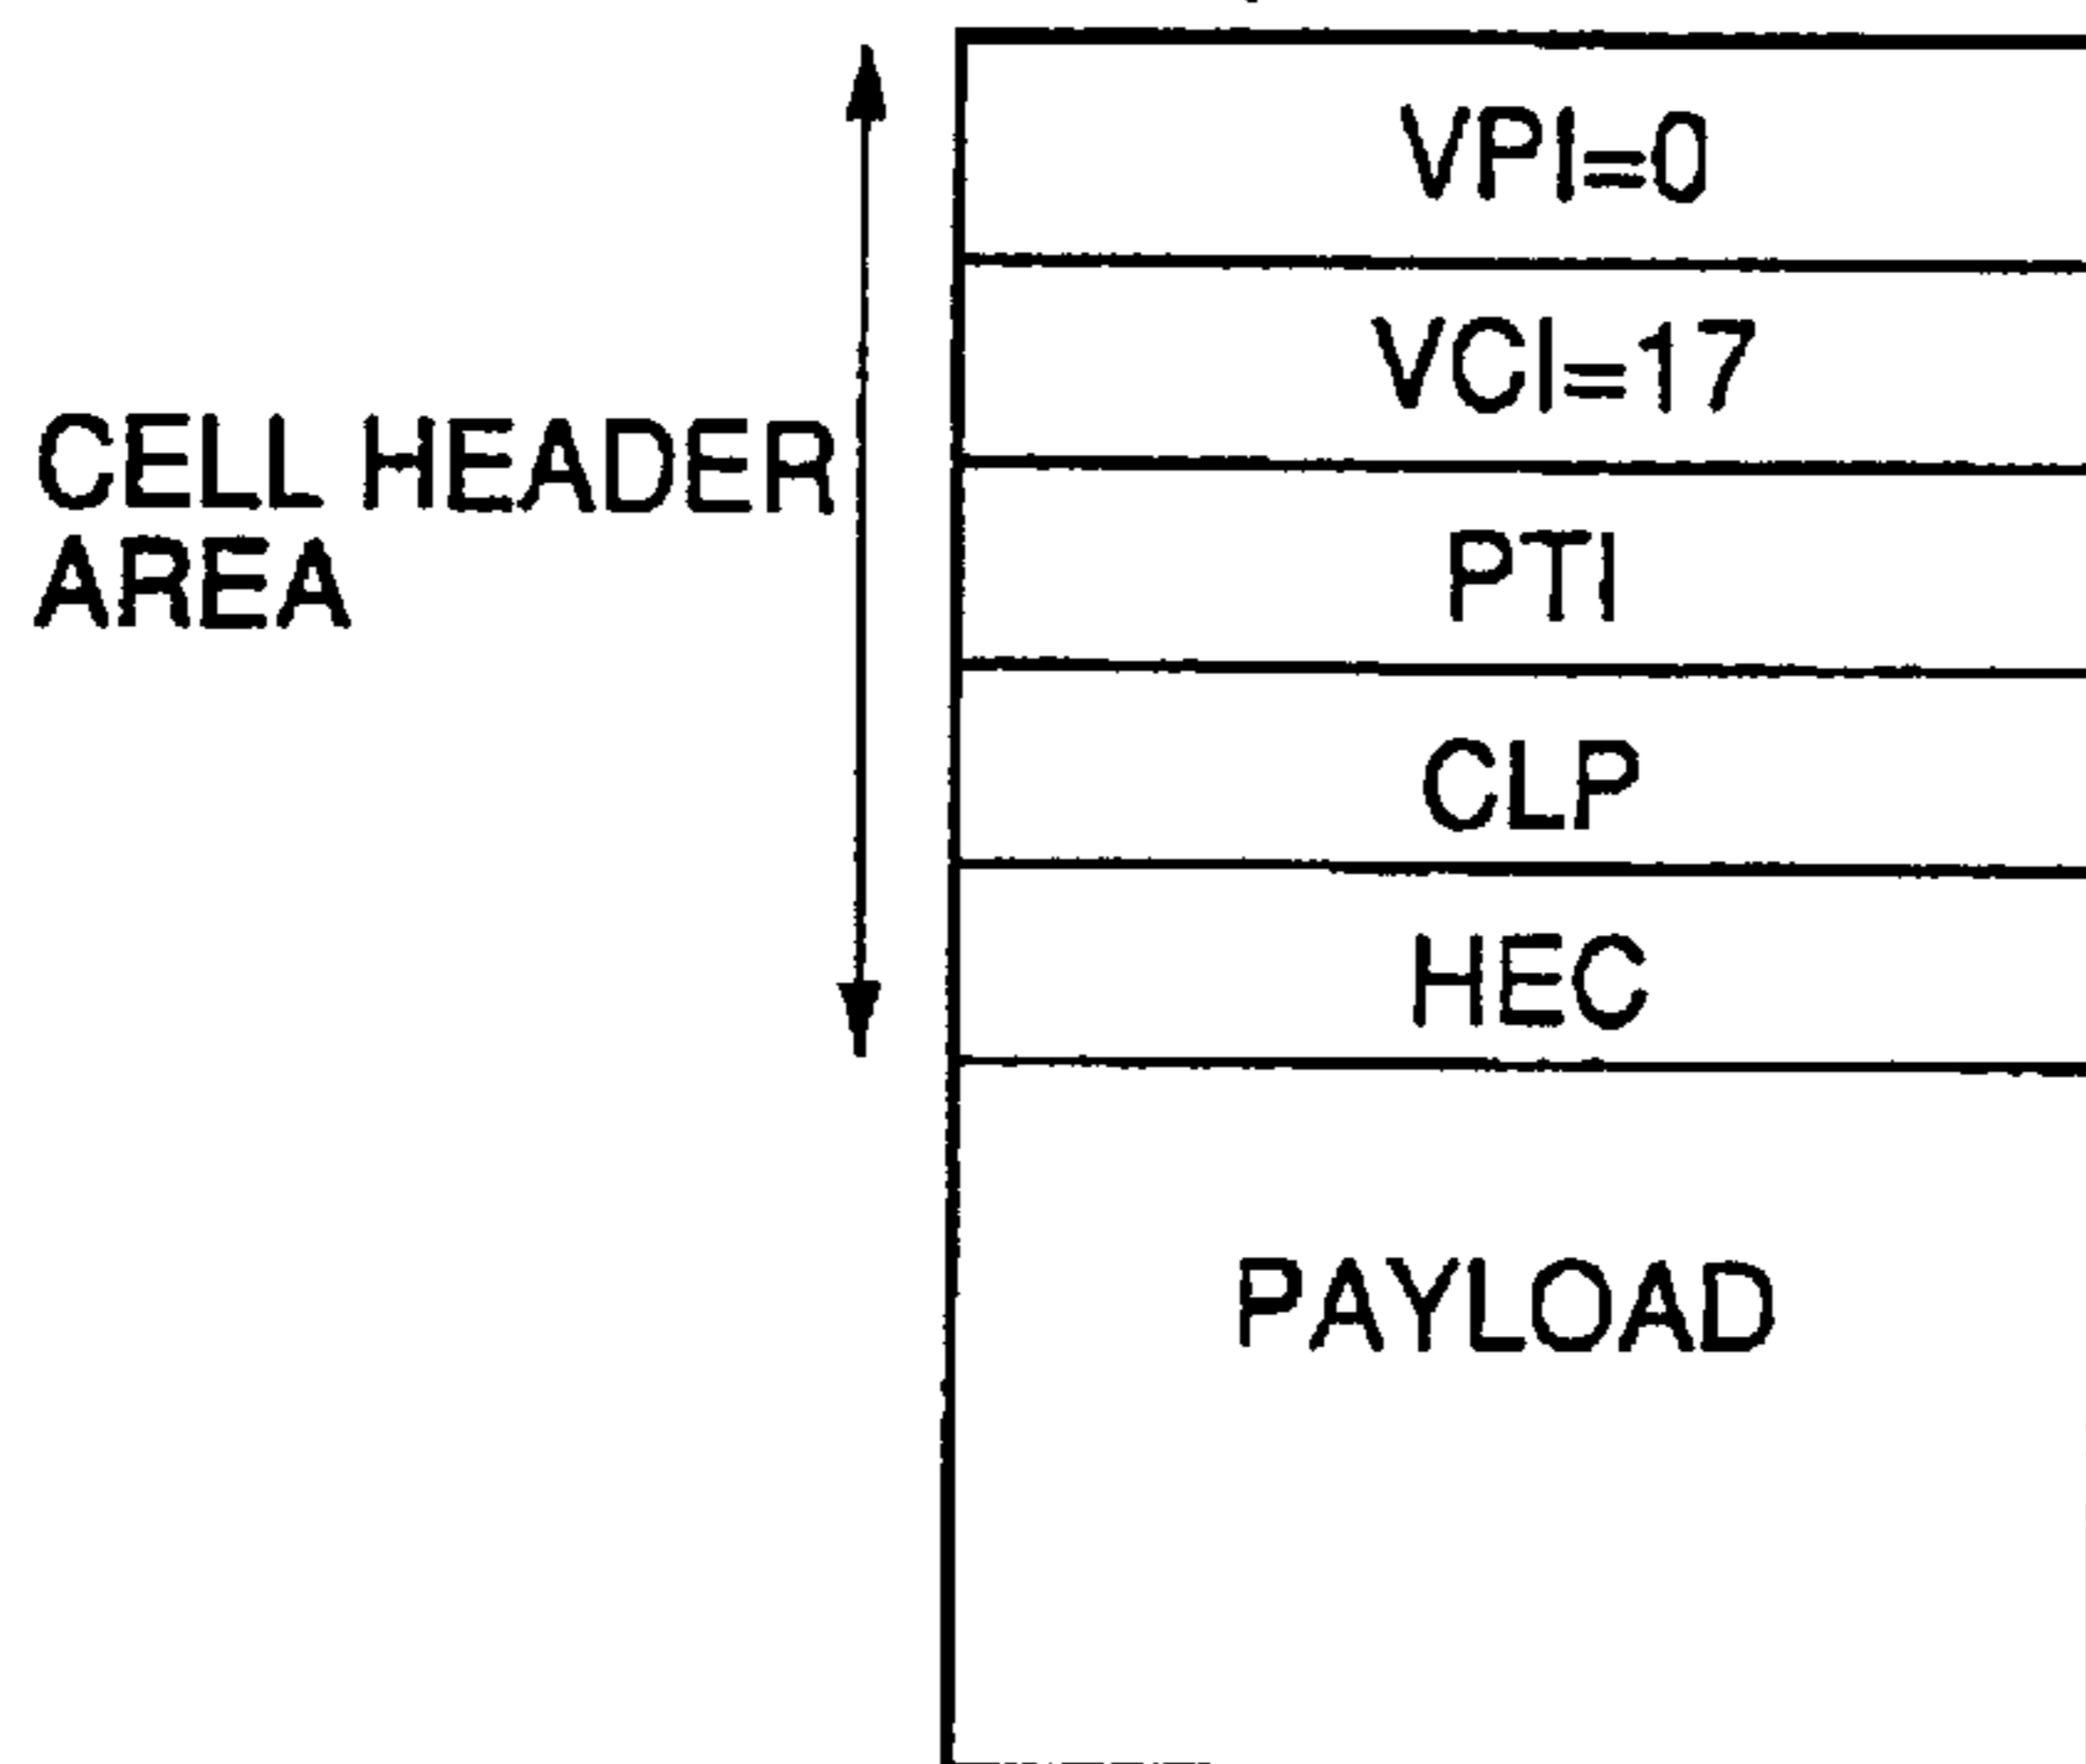 VPI=0
VCI=17
CELL HEADER
AREA
PTI
CLP
HEC
PAYLOAD